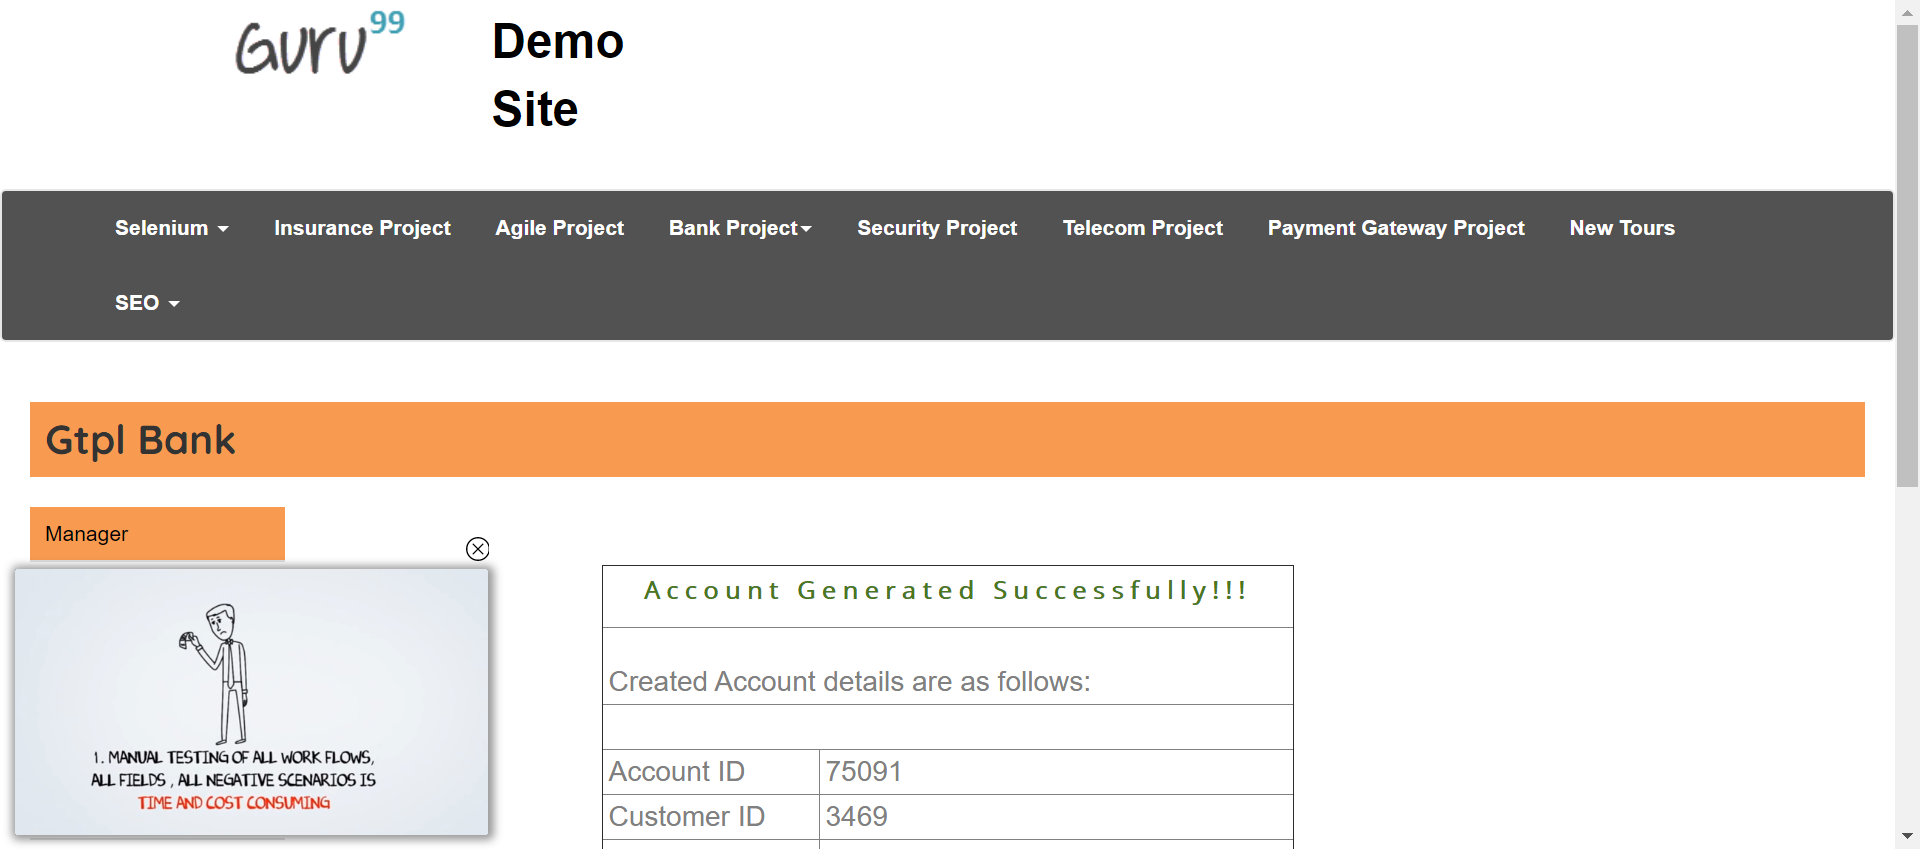 Guru99
Demo
Site
Selenium
Insurance Project
Agile Project
Bank Project
Security Project
Telecom Project
Payment Gateway Project
New Tours
SEO
Gtpl Bank
Manager
1. MANUAL TESTING OF ALL WORK FLOWS,
ALL FIELDS , ALL NEGATIVE SCENARIOS IS
TIME AND COST CONSUMING
Account Generated Successfully!!!
Created Account details are as follows:
Account ID 75091
Customer ID 3469